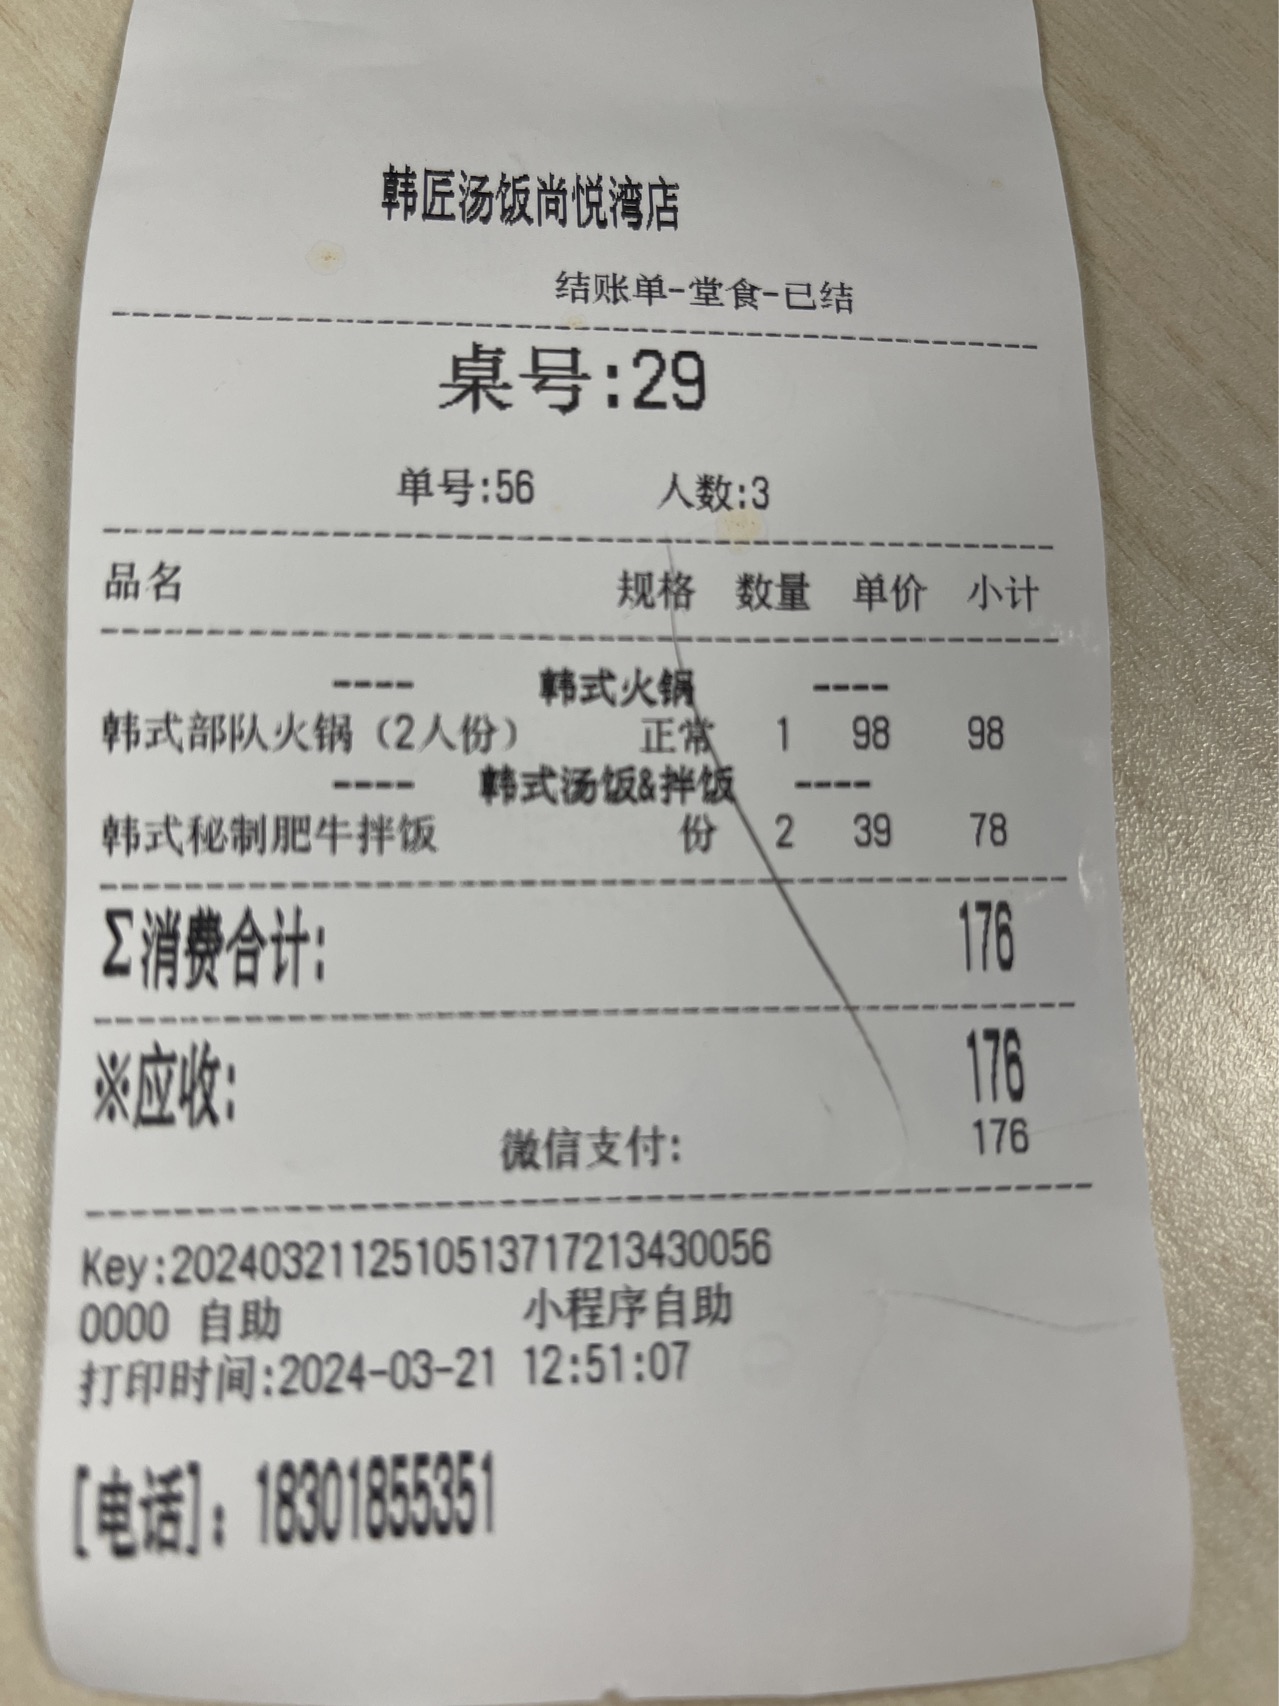 韩匠汤饭尚悦湾店
结账单-堂食-已结
桌号:29
单号:56 人数:3
品名 规格 数量 单价 小计
---- 韩式火锅 ----
韩式部队火锅（2人份） 正常 1 98 98
---- 韩式汤饭&拌饭 ----
韩式秘制肥牛拌饭 份 2 39 78
Σ消费合计: 176
※应收: 176
微信支付: 176
Key:20240321125105137172134300​56
0000 自助 小程序自助
打印时间:2024-03-21 12:51:07
[电话]: 18301855351